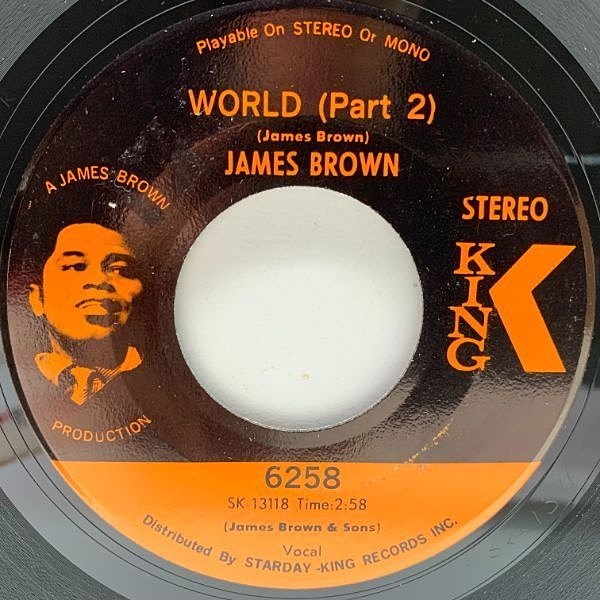 Playable On STEREO Or MONO
WORLD (Part 2)
(James Brown)
JAMES BROWN
A JAMES BROWN
PRODUCTION
STEREO
KING
6258
SK-13118 Time:2:58
(James Brown & Sons)
Vocal
Distributed By STARDAY-KING RECORDS INC.